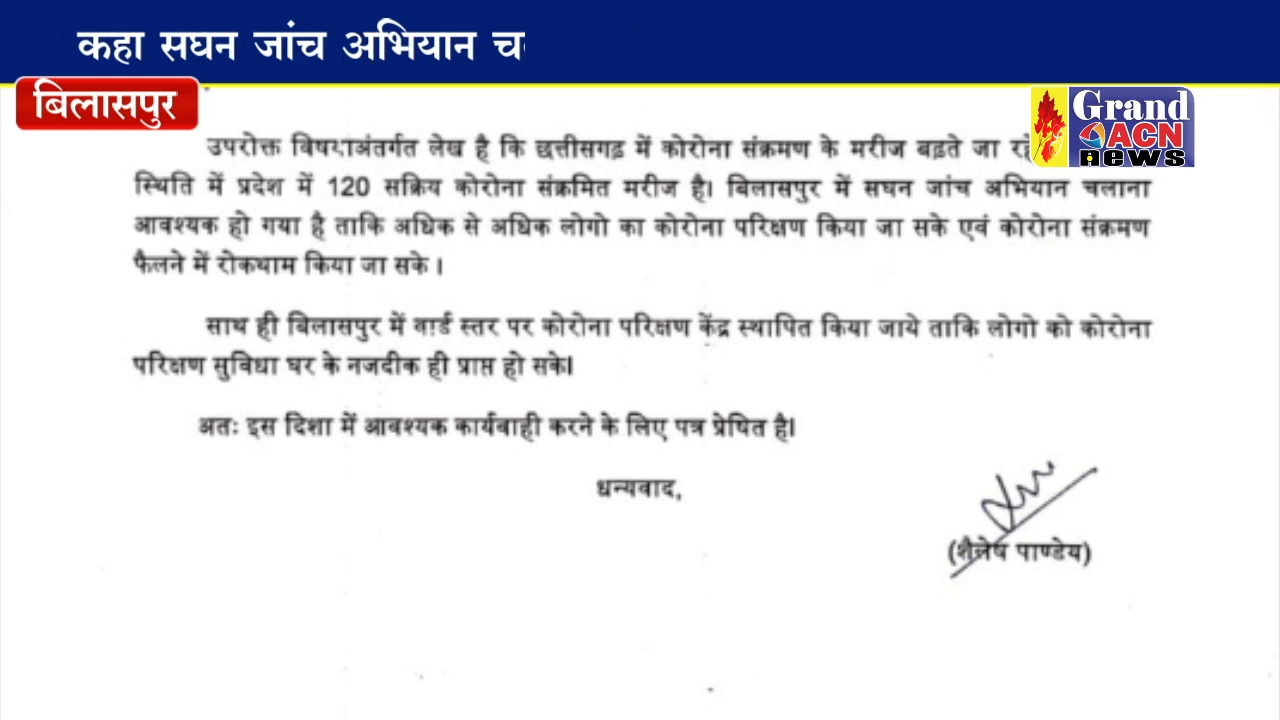 कहा सघन जांच अभियान
बिलासपुर
Grand
ACN
news
उपरोक्त विषयांतर्गत लेख है कि छत्तीसगढ़ में कोरोना संक्रमण के मरीज बढ़ते जा
स्थिति में प्रदेश में 120 सक्रिय कोरोना संक्रमित मरीज है। बिलासपुर में सघन जांच अभियान चलाना
आवश्यक हो गया है ताकि अधिक से अधिक लोगो का कोरोना परिक्षण किया जा सके एवं कोरोना संक्रमण
फैलने में रोकथाम किया जा सके ।
साथ ही बिलासपुर में वार्ड स्तर पर कोरोना परिक्षण केंद्र स्थापित किया जाये ताकि लोगो को कोरोना
परिक्षण सुविधा घर के नजदीक ही प्राप्त हो सके।
अतः इस दिशा में आवश्यक कार्यवाही करने के लिए पत्र प्रेषित है।
धन्यवाद,
(शैलेष पाण्डेय)